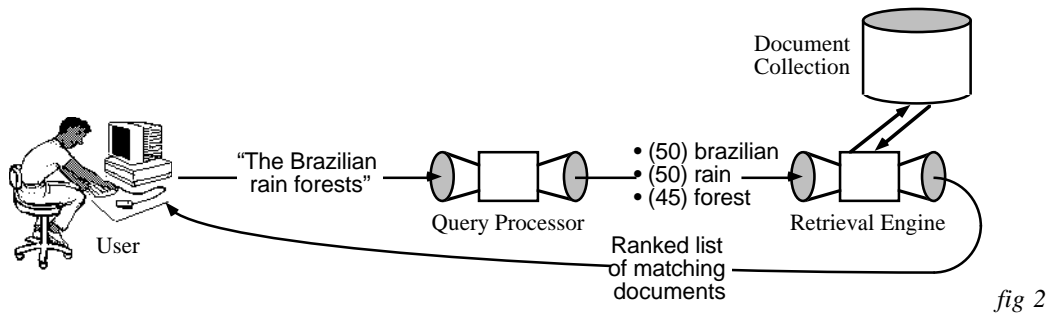 Document
Collection
“The Brazilian
rain forests”
• (50) brazilian
• (50) rain
• (45) forest
User
Query Processor
Retrieval Engine
Ranked list
of matching
documents
fig 2